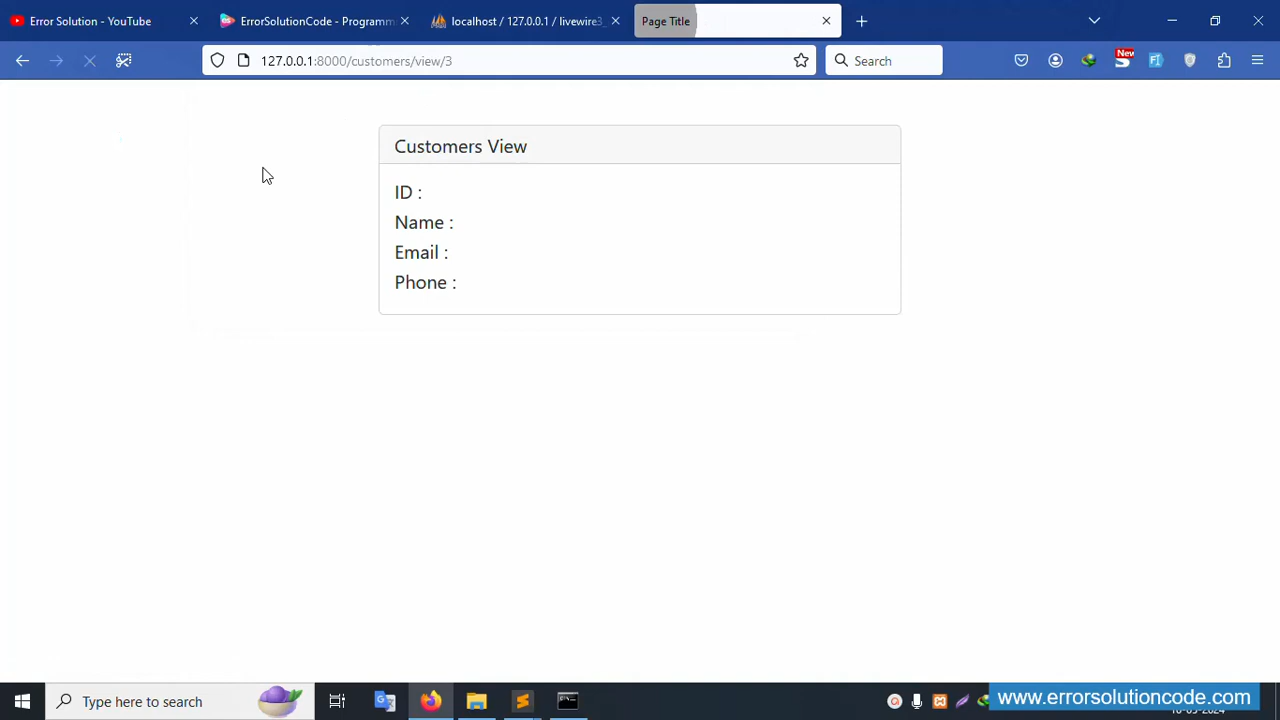 Error Solution - YouTube
ErrorSolutionCode - Programm
localhost / 127.0.0.1 / livewire3_
Page Title
127.0.0.1:8000/customers/view/3
Search
New
Customers View
ID :
Name :
Email :
Phone :
Type here to search
www.errorsolutioncode.com